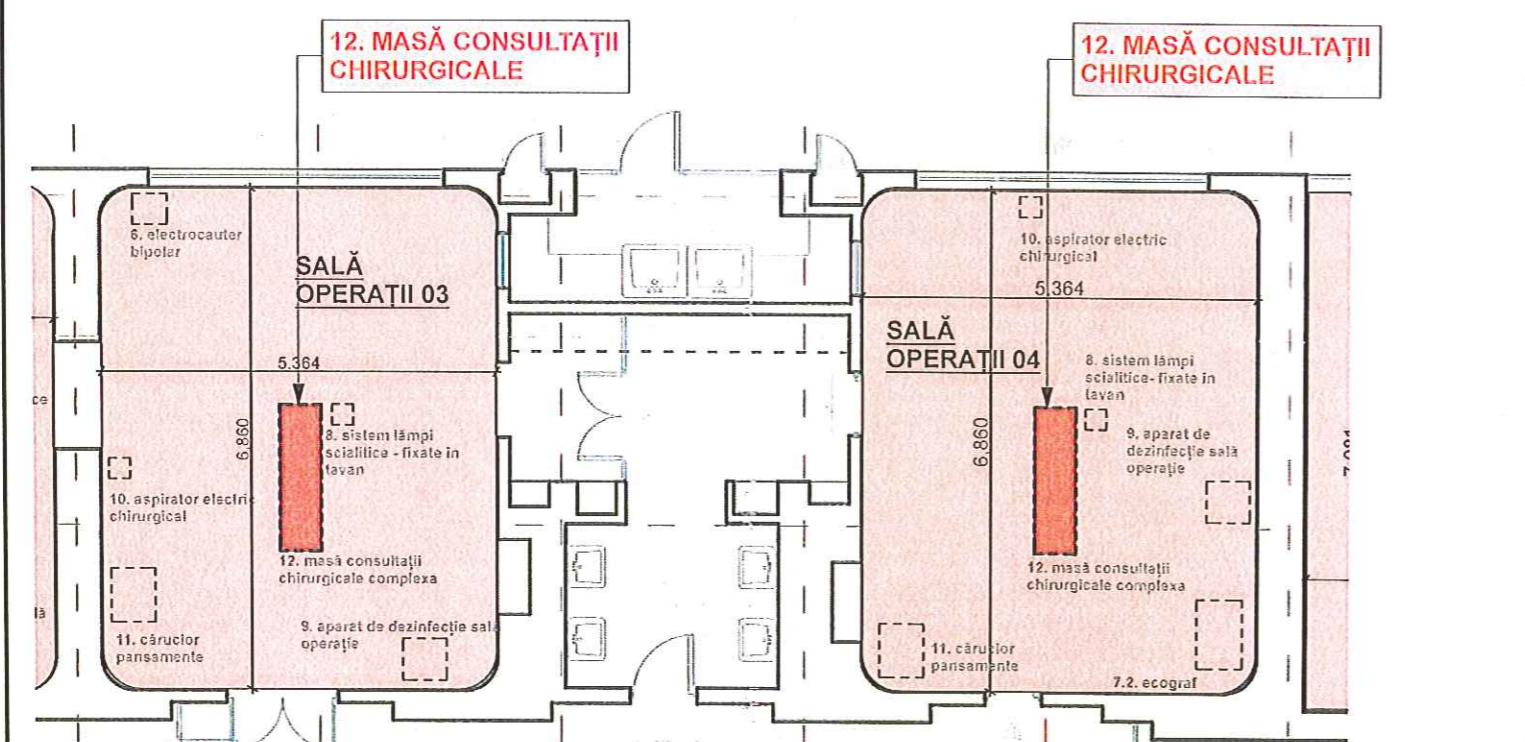 12. MASĂ CONSULTAȚII
CHIRURGICALE
12. MASĂ CONSULTAȚII
CHIRURGICALE
6. electrocauter
bipolar
SALĂ
OPERAȚII 03
5.364
6,860
8. sistem lămpi
scialitice - fixate in
tavan
10. aspirator electric
chirurgical
12. masă consultații
chirurgicale complexa
11. cărucior
pansamente
9. aparat de dezinfecție sală
operație
10. aspirator electric
chirurgical
5.364
SALĂ
OPERAȚII 04
8. sistem lămpi
scialitice- fixate in
tavan
6,860
9. aparat de
dezinfecție sală
operație
12. masă consultații
chirurgicale complexa
11. cărucior
pansamente
7.2. ecograf